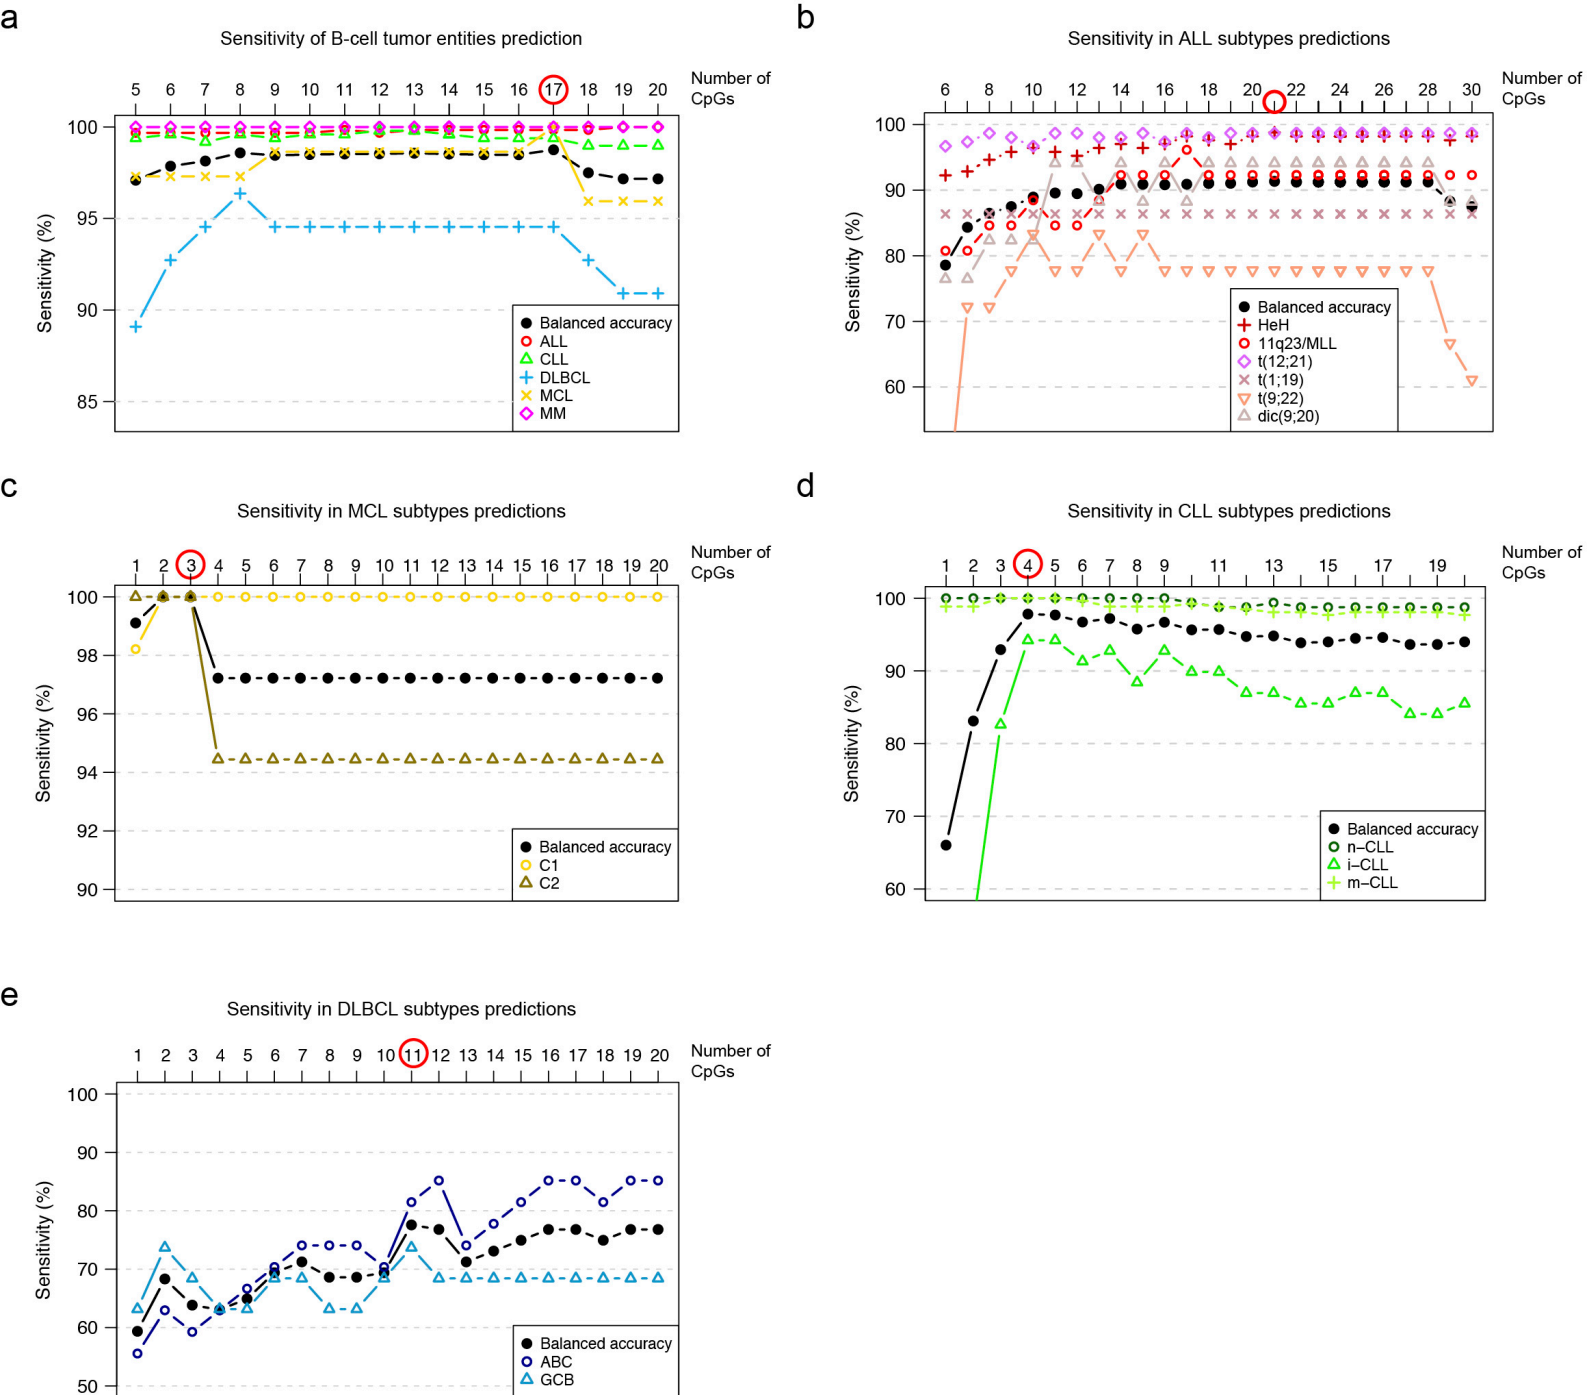 a
Sensitivity of B-cell tumor entities prediction
Number of
CpGs
5 6 7 8 9 10 11 12 13 14 15 16 17 18 19 20
100
95
90
85
Sensitivity (%)
Balanced accuracy
ALL
CLL
DLBCL
MCL
MM
b
Sensitivity in ALL subtypes predictions
Number of
CpGs
6 8 10 12 14 16 18 20 22 24 26 28 30
100
90
80
70
60
Sensitivity (%)
Balanced accuracy
HeH
11q23/MLL
t(12;21)
t(1;19)
t(9;22)
dic(9;20)
c
Sensitivity in MCL subtypes predictions
Number of
CpGs
1 2 3 4 5 6 7 8 9 10 11 12 13 14 15 16 17 18 19 20
100
98
96
94
92
90
Sensitivity (%)
Balanced accuracy
C1
C2
d
Sensitivity in CLL subtypes predictions
Number of
CpGs
1 2 3 4 5 6 7 8 9 11 13 15 17 19
100
90
80
70
60
Sensitivity (%)
Balanced accuracy
n−CLL
i−CLL
m−CLL
e
Sensitivity in DLBCL subtypes predictions
Number of
CpGs
1 2 3 4 5 6 7 8 9 10 11 12 13 14 15 16 17 18 19 20
100
90
80
70
60
50
Sensitivity (%)
Balanced accuracy
ABC
GCB